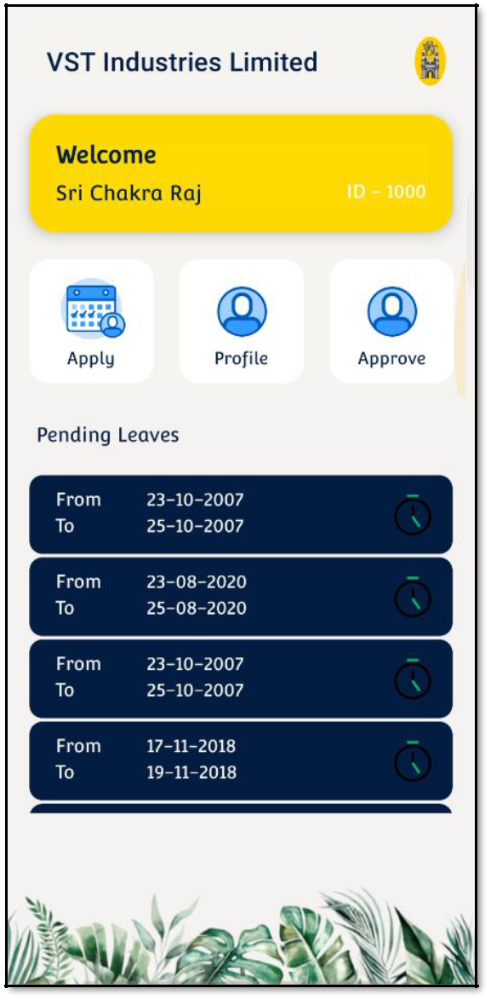 VST Industries Limited
Welcome
Sri Chakra Raj
ID - 1000
Apply
Profile
Approve
Pending Leaves
From 23-10-2007
To 25-10-2007
From 23-08-2020
To 25-08-2020
From 23-10-2007
To 25-10-2007
From 17-11-2018
To 19-11-2018